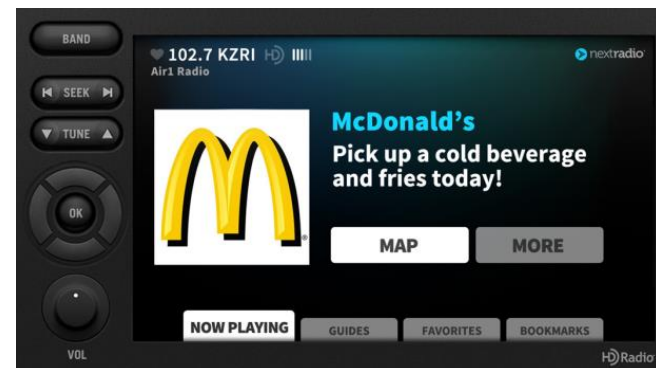 BAND
SEEK
TUNE
OK
VOL
102.7 KZRI HD
Air1 Radio
nextradio
McDonald's
Pick up a cold beverage
and fries today!
MAP
MORE
NOW PLAYING
GUIDES
FAVORITES
BOOKMARKS
HD Radio